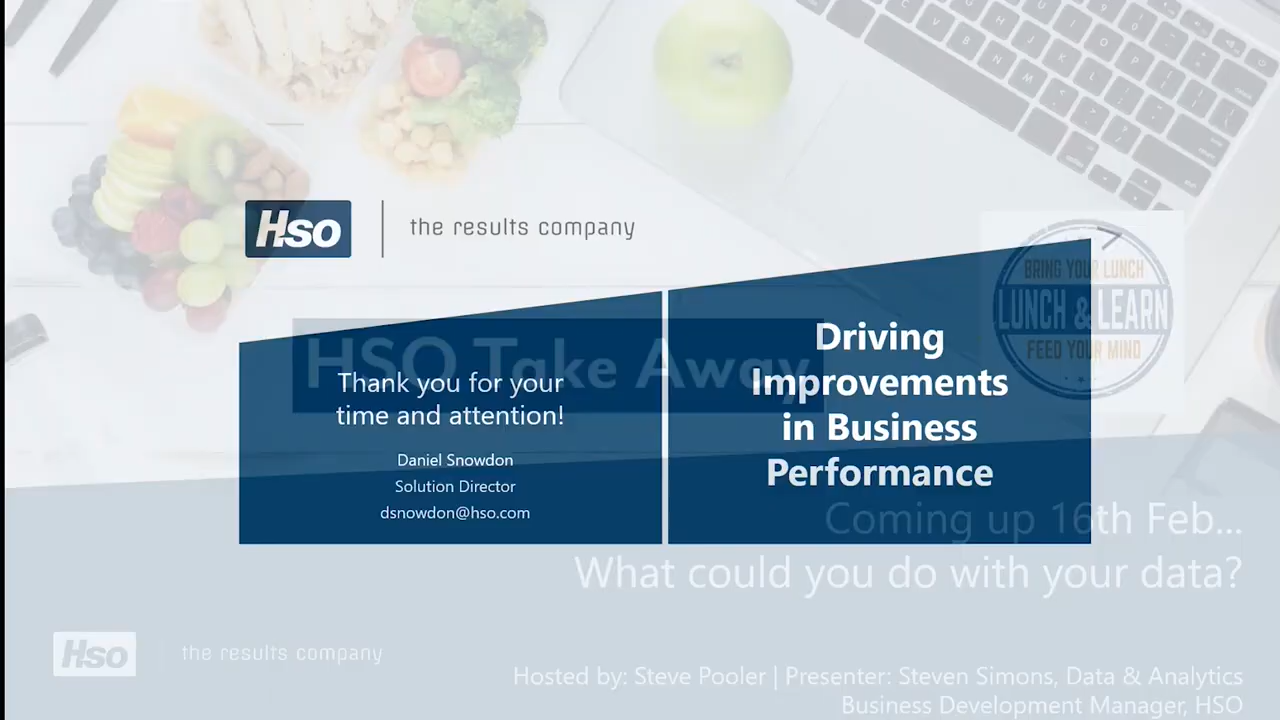 Hso
the results company
BRING YOUR LUNCH
LUNCH & LEARN
FEED YOUR MIND
HSO Take Away
Thank you for your
time and attention!
Daniel Snowdon
Solution Director
dsnowdon@hso.com
Driving
Improvements
in Business
Performance
Coming up 16th Feb...
What could you do with your data?
Hso
the results company
Hosted by: Steve Pooler | Presenter: Steven Simons, Data & Analytics
Business Development Manager, HSO